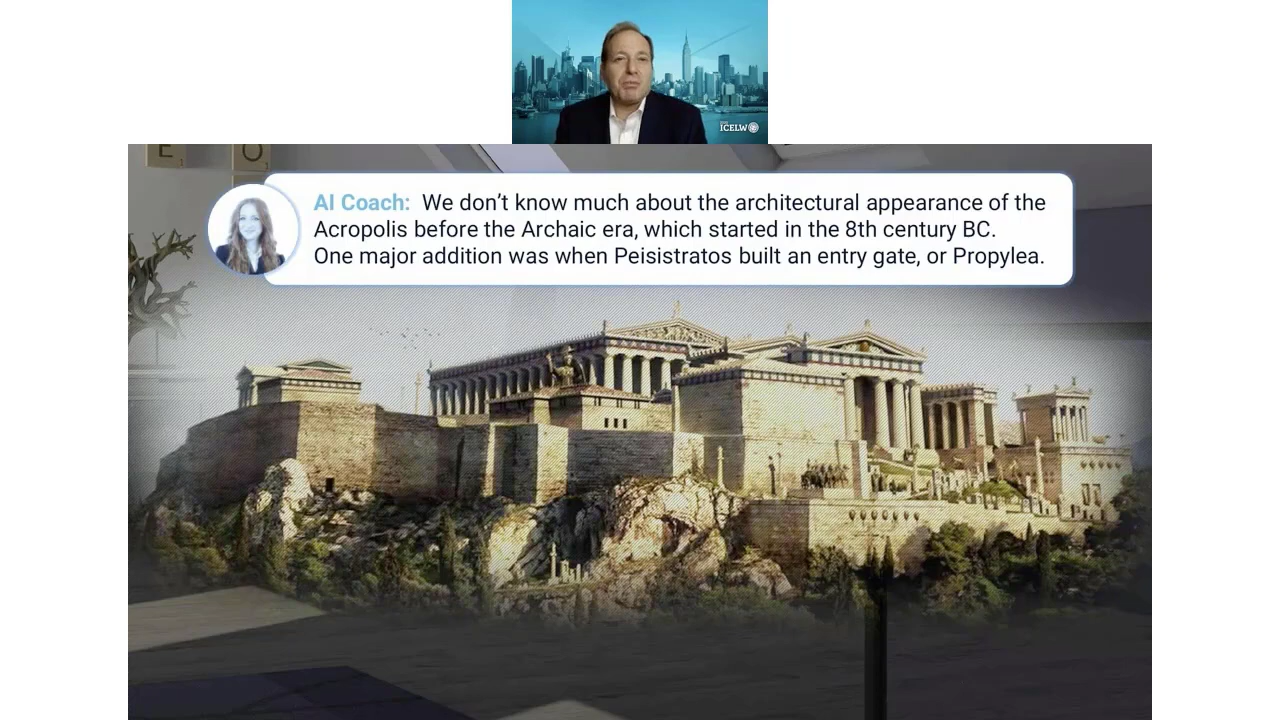 ICELW
E
O
AI Coach: We don’t know much about the architectural appearance of the
Acropolis before the Archaic era, which started in the 8th century BC.
One major addition was when Peisistratos built an entry gate, or Propylea.